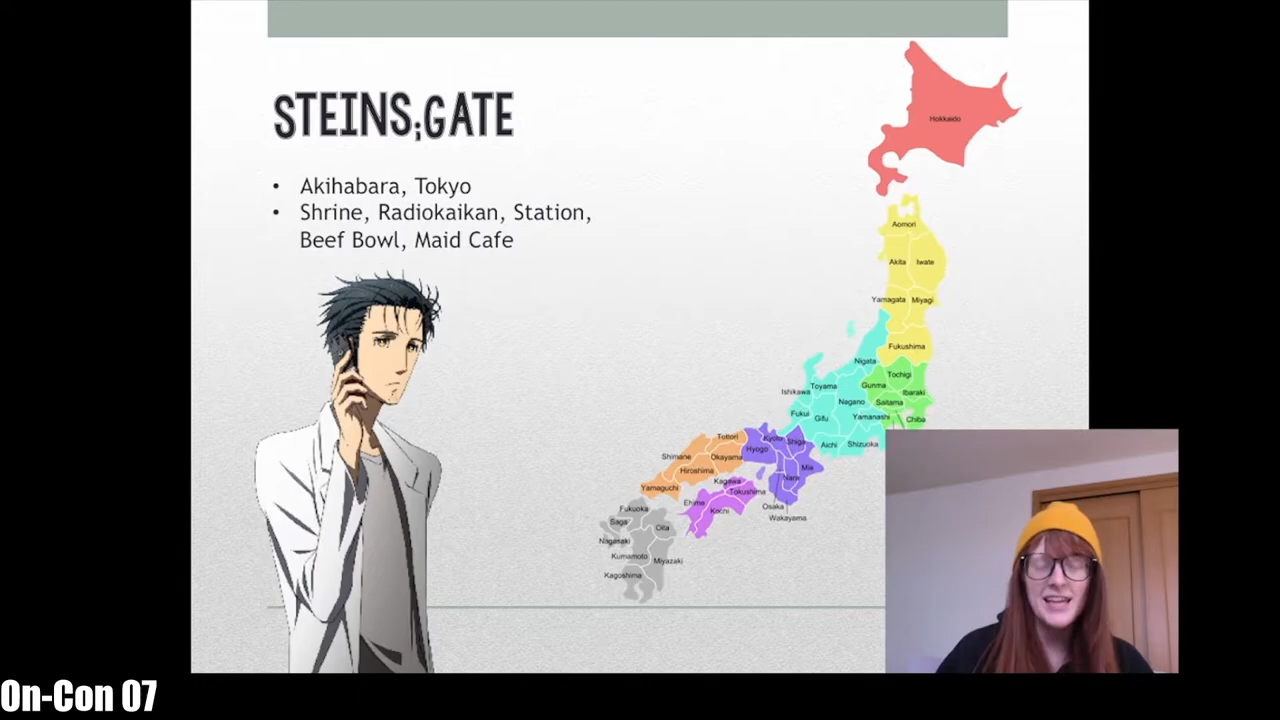 STEINS;GATE
• Akihabara, Tokyo
• Shrine, Radiokaikan, Station,
Beef Bowl, Maid Cafe
Hokkaido
Aomori
Akita Iwate
Yamagata Miyagi
Fukushima
Nigata
Tochigi
Gunma
Ibaraki
Ishikawa
Toyama
Nagano
Saitama
Fukui
Gifu
Yamanashi
Chiba
Aichi
Shizuoka
Tottori
Kyoto
Shiga
Hyogo
Shimane
Okayama
Hiroshima
Mie
Nara
Yamaguchi
Kagawa
Tokushima
Ehime
Kochi
Osaka
Wakayama
Fukuoka
Saga
Oita
Nagasaki
Kumamoto
Miyazaki
Kagoshima
On-Con 07